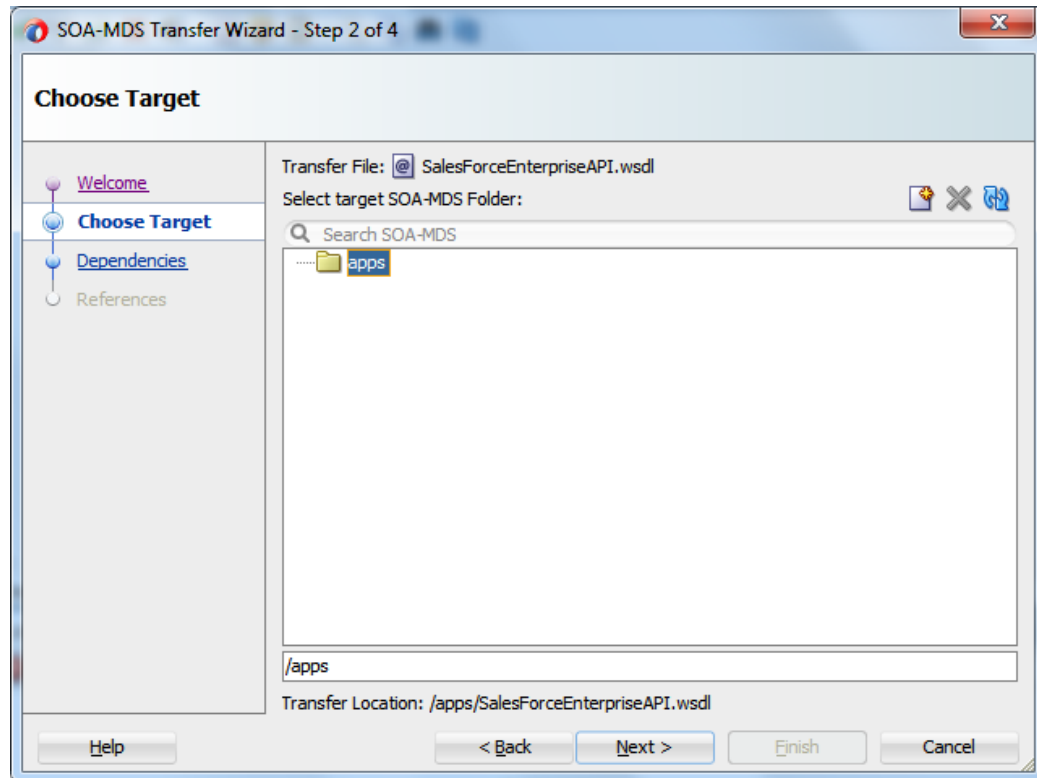 SOA-MDS Transfer Wizard - Step 2 of 4
Choose Target
Welcome
Choose Target
Dependencies
References
Transfer File: @ SalesForceEnterpriseAPI.wsdl
Select target SOA-MDS Folder:
Search SOA-MDS
apps
/apps
Transfer Location: /apps/SalesForceEnterpriseAPI.wsdl
Help
< Back
Next >
Finish
Cancel